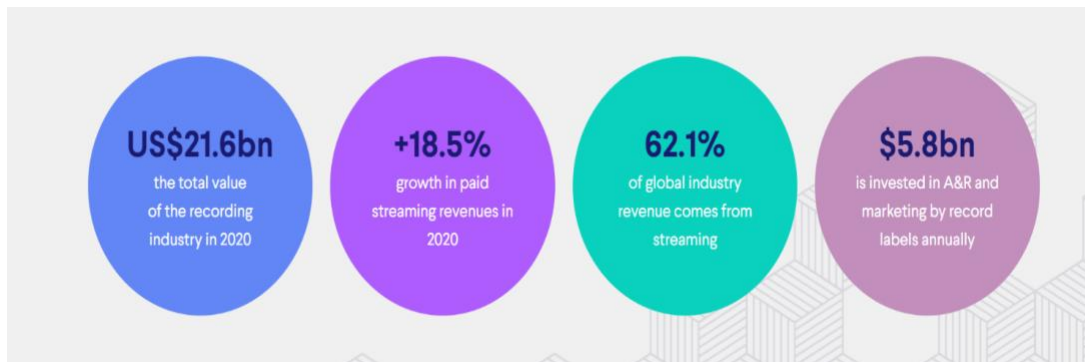 US$21.6bn
the total value
of the recording
industry in 2020
+18.5%
growth in paid
streaming revenues in
2020
62.1%
of global industry
revenue comes from
streaming
$5.8bn
is invested in A&R and
marketing by record
labels annually